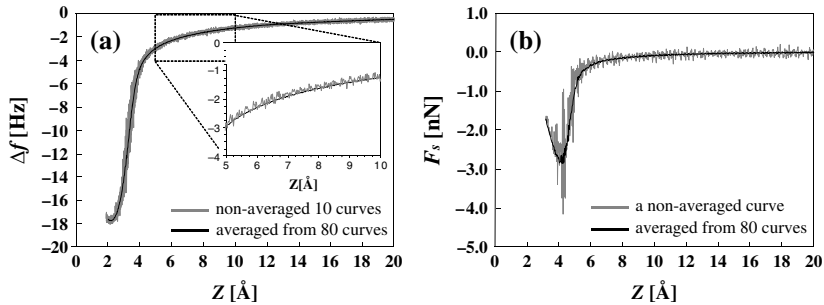 (a)
0
−2
−4
−6
−8
−10
−12
−14
−16
−18
−20
Δf [Hz]
0
−1
−2
−3
−4
5 6 7 8 9 10
Z[Å]
non-averaged 10 curves
averaged from 80 curves
0 2 4 6 8 10 12 14 16 18 20
Z [Å]
(b)
1.0
0.0
−1.0
−2.0
−3.0
−4.0
−5.0
Fs [nN]
a non-averaged curve
averaged from 80 curves
0 2 4 6 8 10 12 14 16 18 20
Z [Å]